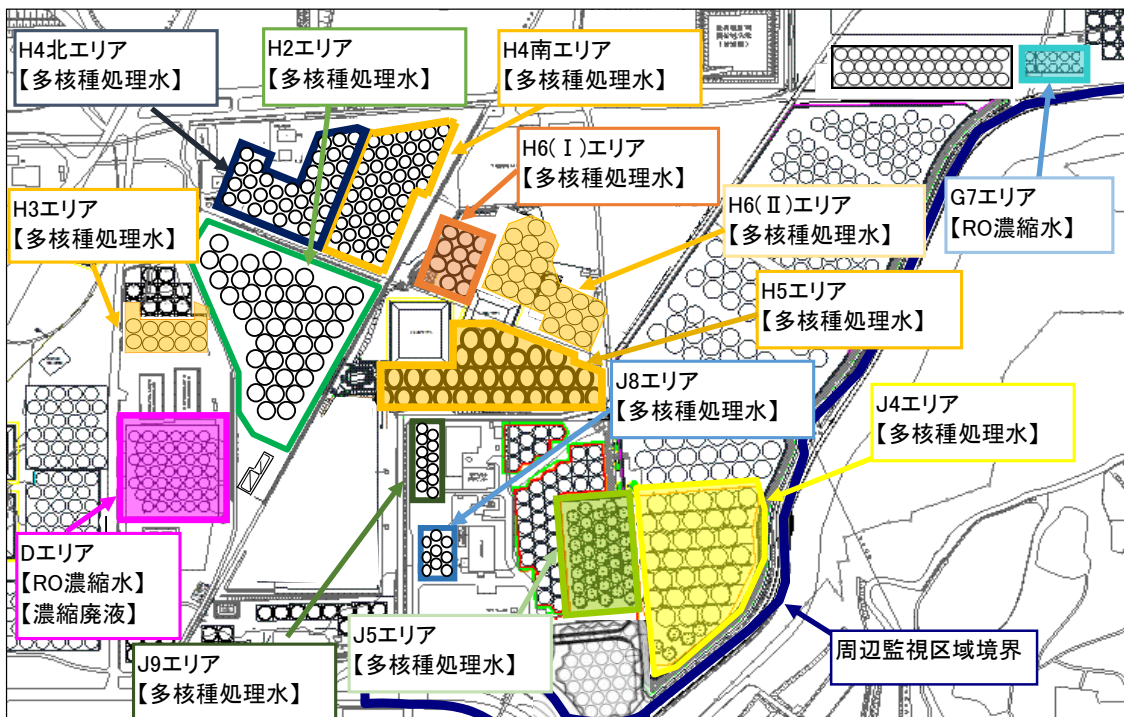 H4北エリア
【多核種処理水】
H2エリア
【多核種処理水】
H4南エリア
【多核種処理水】
H6(Ⅰ)エリア
【多核種処理水】
H3エリア
【多核種処理水】
H6(Ⅱ)エリア
【多核種処理水】
G7エリア
【RO濃縮水】
H5エリア
【多核種処理水】
J8エリア
【多核種処理水】
J4エリア
【多核種処理水】
Dエリア
【RO濃縮水】
【濃縮廃液】
J9エリア
【多核種処理水】
J5エリア
【多核種処理水】
周辺監視区域境界